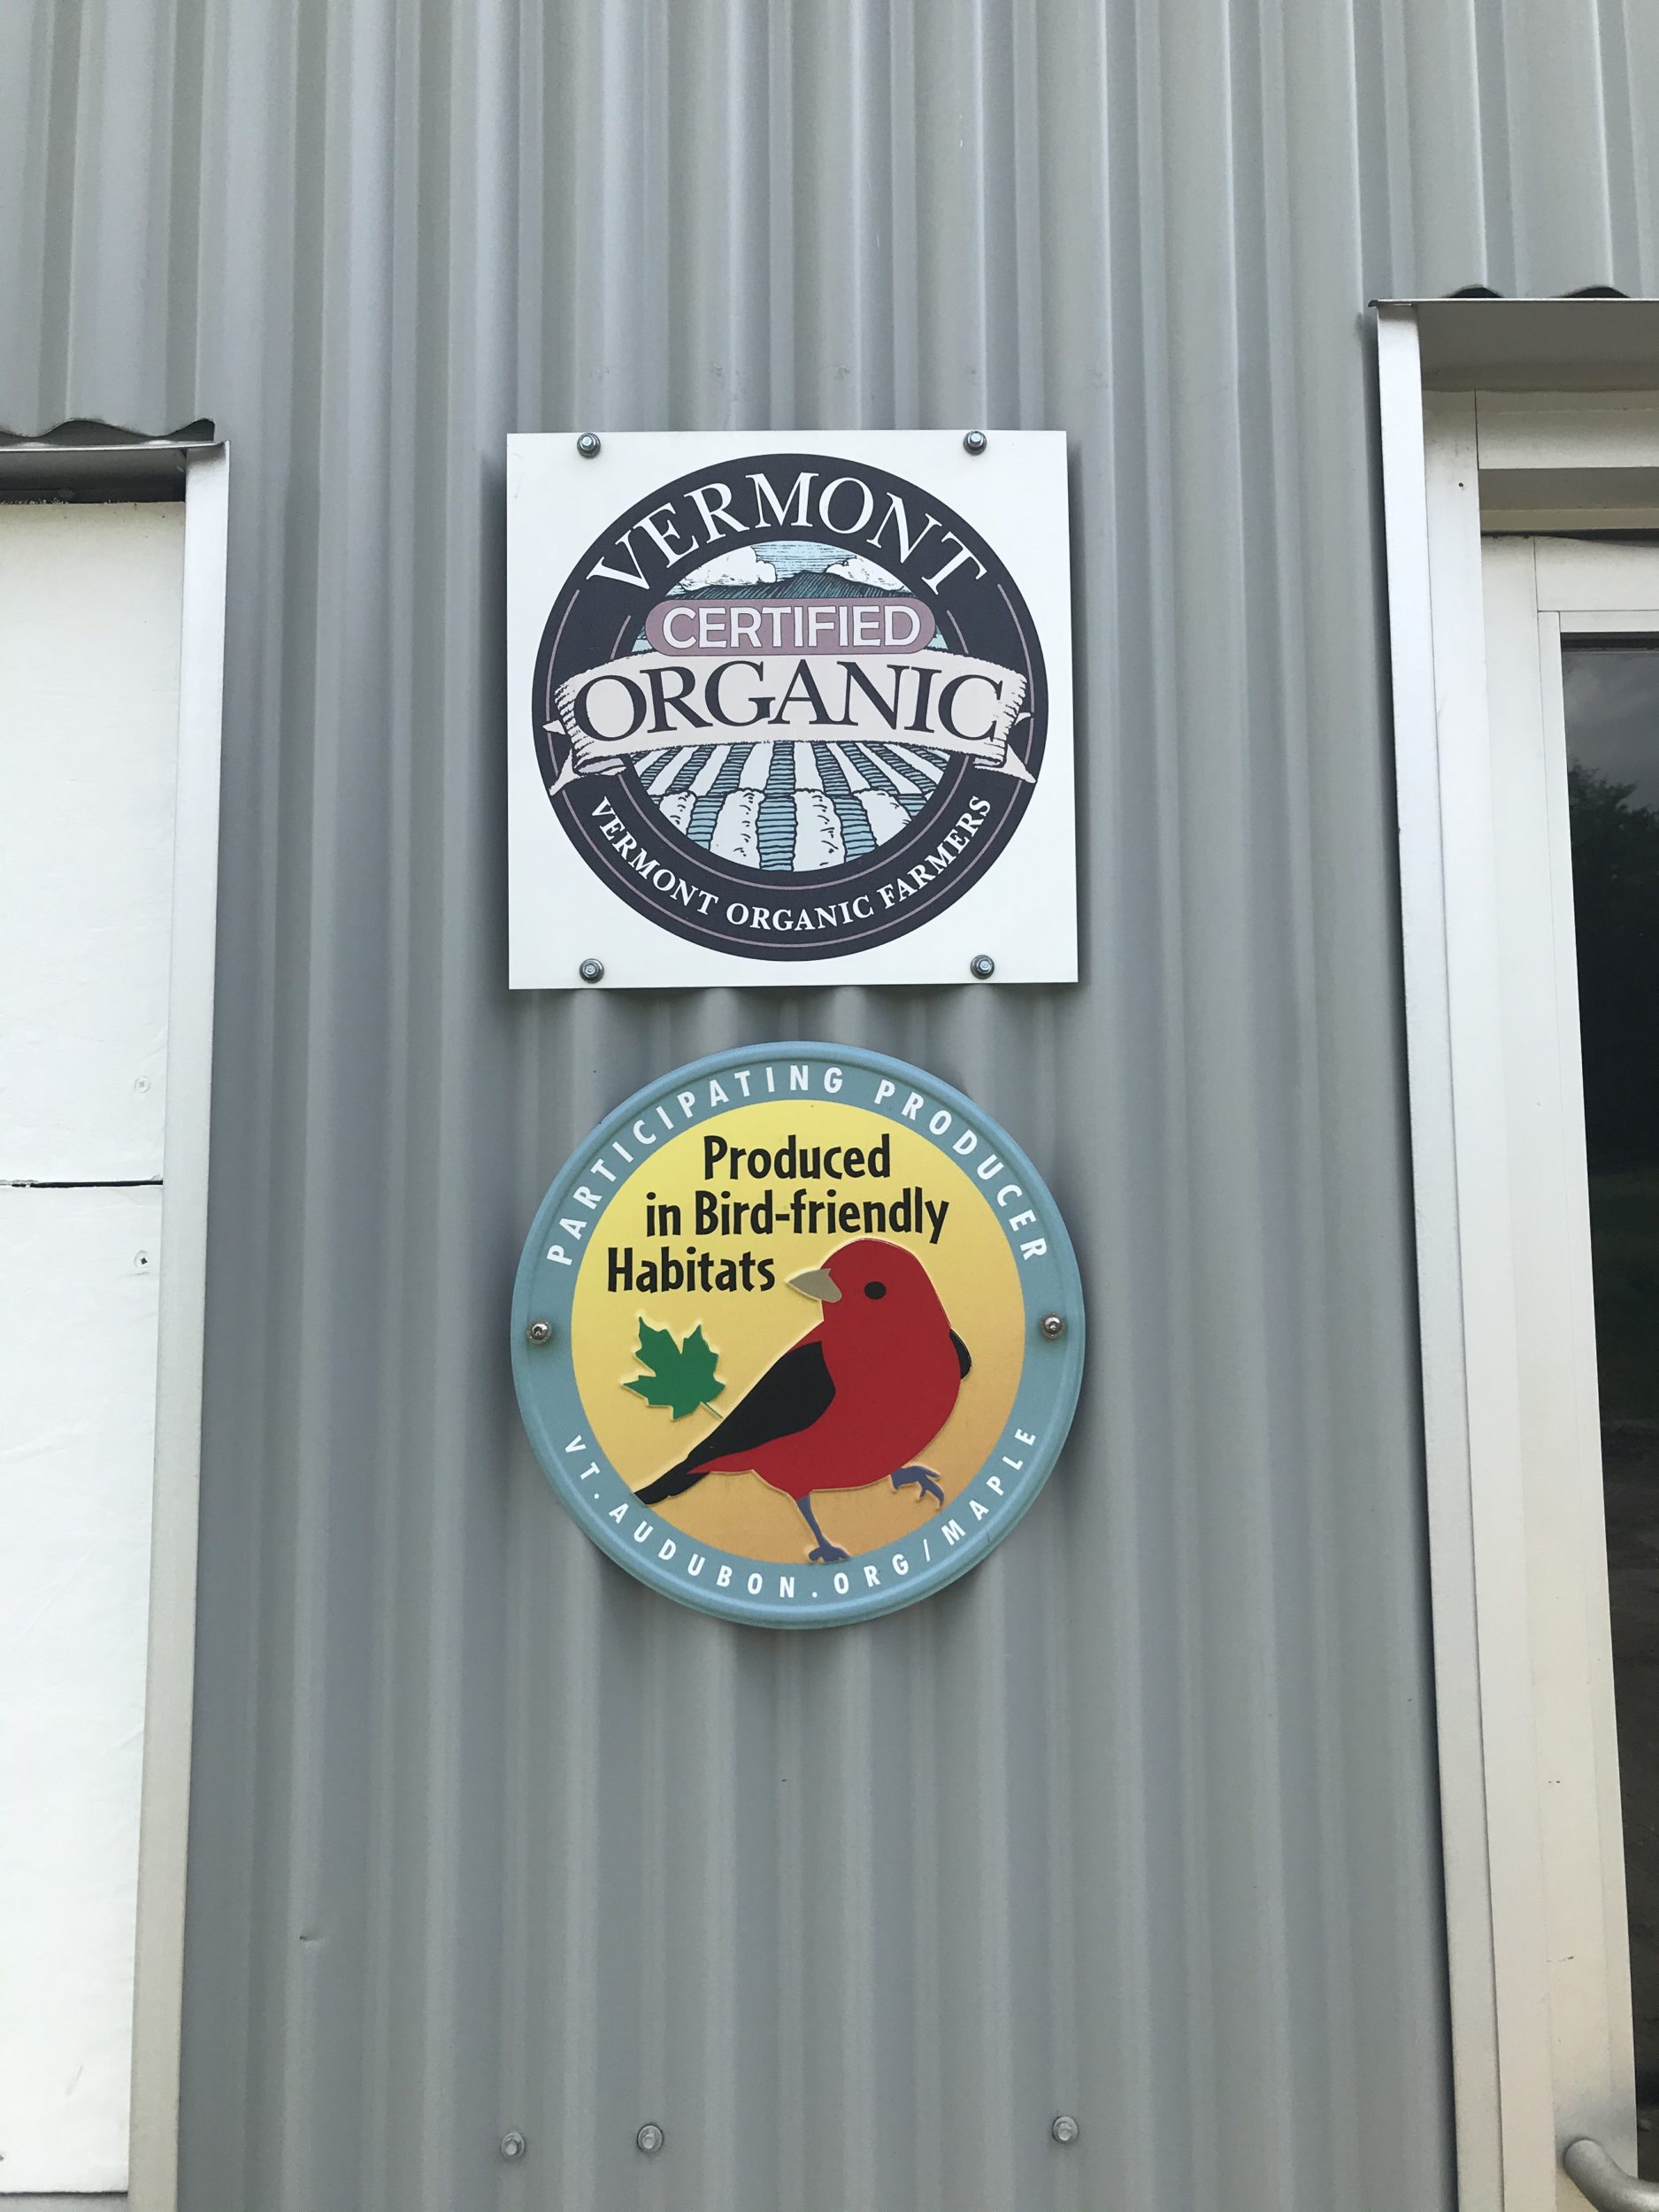 VERMONT
CERTIFIED
ORGANIC
VERMONT ORGANIC FARMERS
PARTICIPATING PRODUCER
Produced
in Bird-friendly
Habitats
VT.AUDUBON.ORG/MAPLE